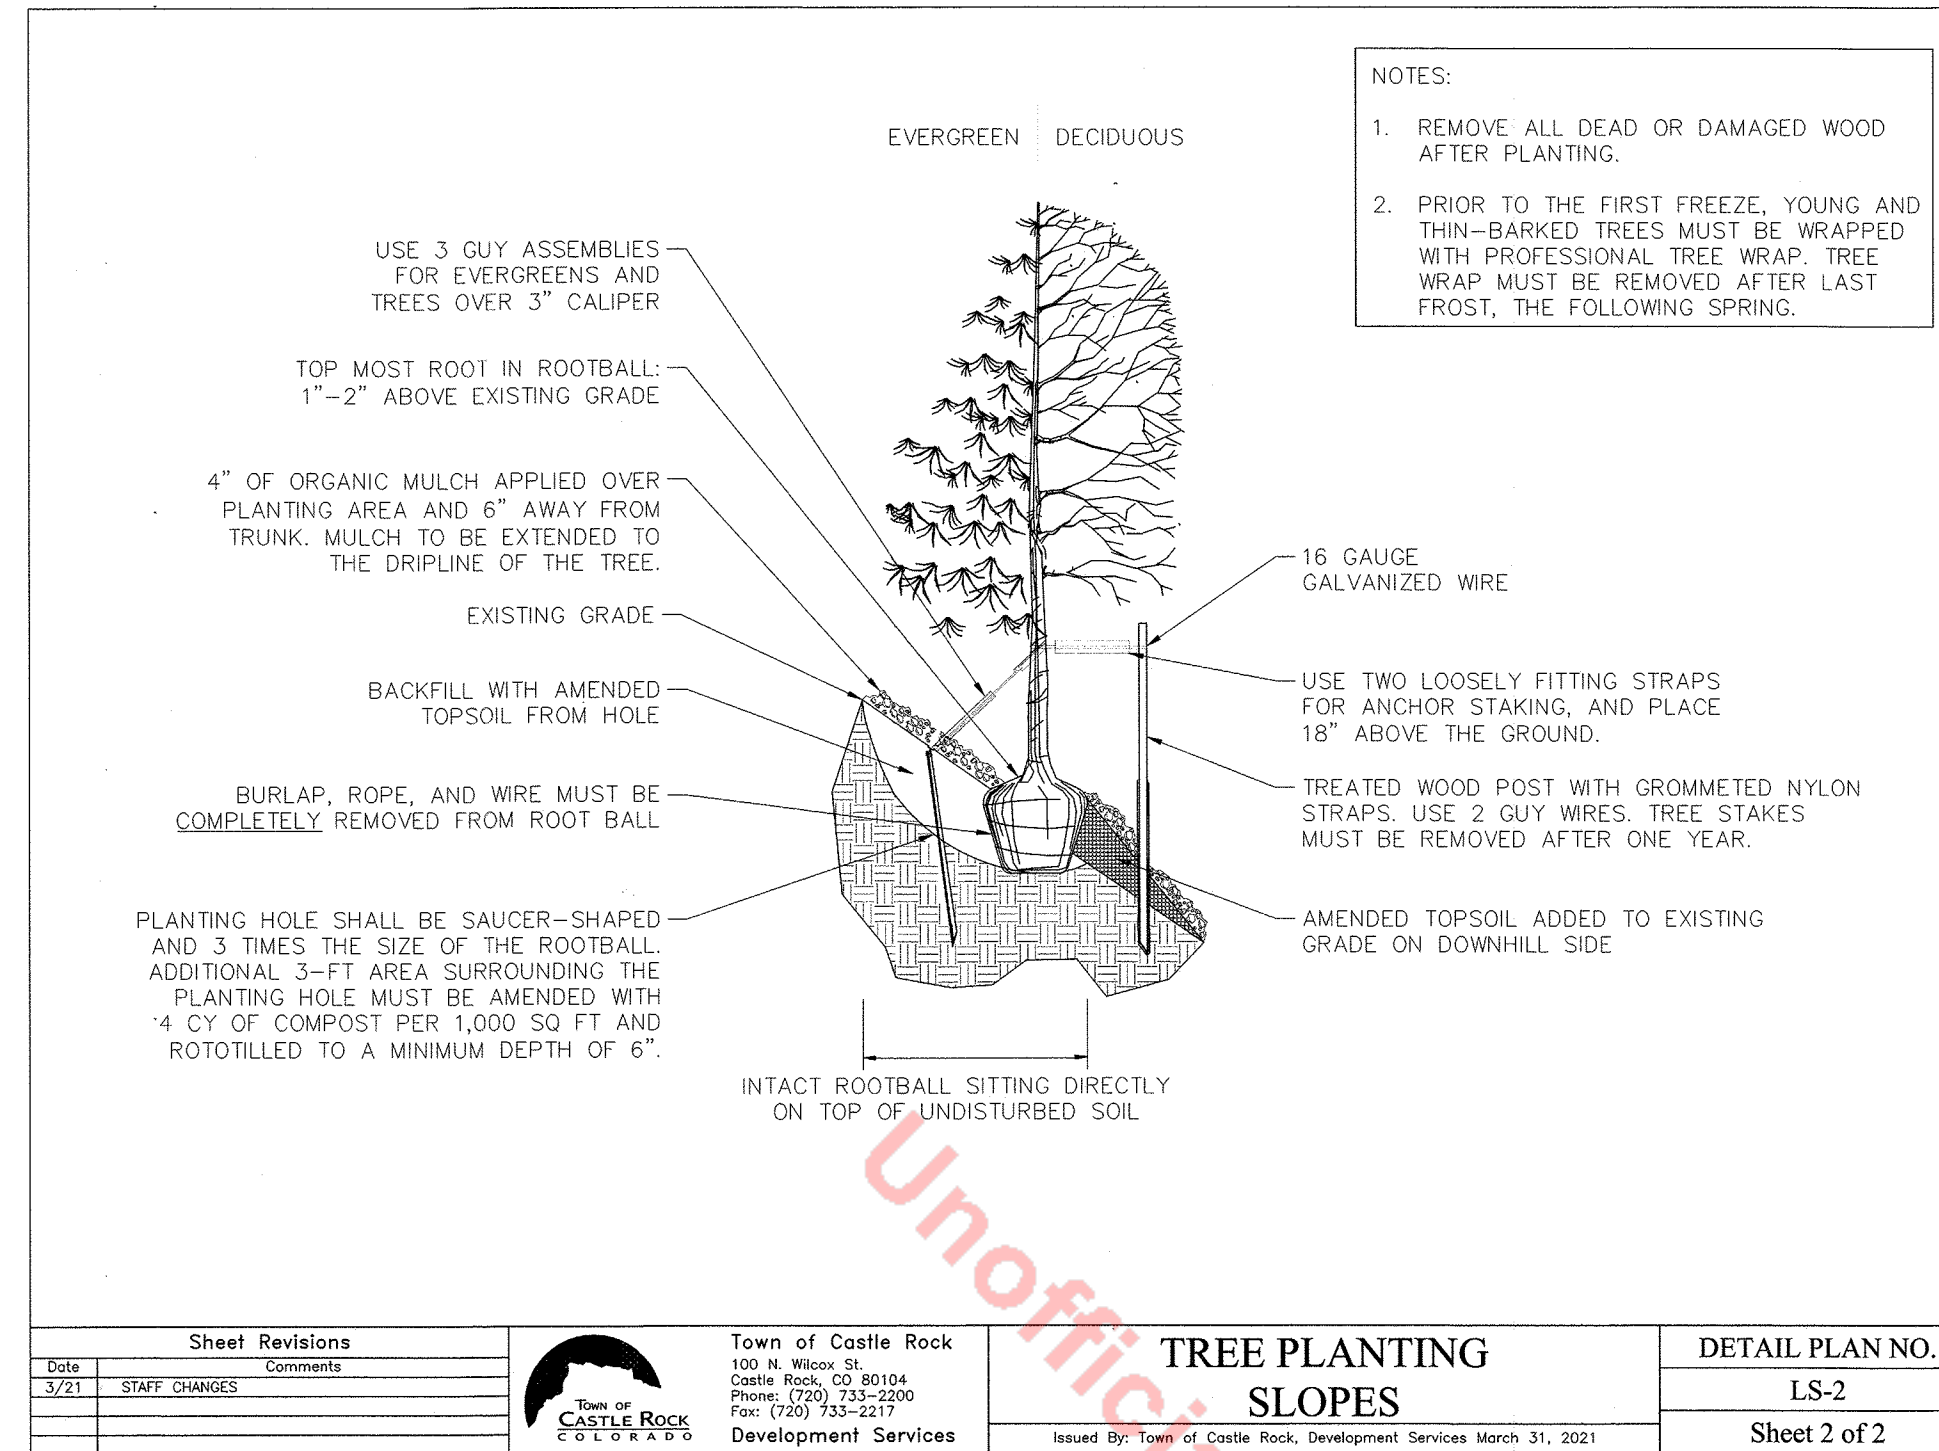 EVERGREEN DECIDUOUS
NOTES:
1. REMOVE ALL DEAD OR DAMAGED WOOD
AFTER PLANTING.
2. PRIOR TO THE FIRST FREEZE, YOUNG AND
THIN-BARKED TREES MUST BE WRAPPED
WITH PROFESSIONAL TREE WRAP. TREE
WRAP MUST BE REMOVED AFTER LAST
FROST, THE FOLLOWING SPRING.
USE 3 GUY ASSEMBLIES
FOR EVERGREENS AND
TREES OVER 3" CALIPER
TOP MOST ROOT IN ROOTBALL:
1"-2" ABOVE EXISTING GRADE
4" OF ORGANIC MULCH APPLIED OVER
PLANTING AREA AND 6" AWAY FROM
TRUNK. MULCH TO BE EXTENDED TO
THE DRIPLINE OF THE TREE.
EXISTING GRADE
BACKFILL WITH AMENDED
TOPSOIL FROM HOLE
BURLAP, ROPE, AND WIRE MUST BE
COMPLETELY REMOVED FROM ROOT BALL
PLANTING HOLE SHALL BE SAUCER-SHAPED
AND 3 TIMES THE SIZE OF THE ROOTBALL.
ADDITIONAL 3-FT AREA SURROUNDING THE
PLANTING HOLE MUST BE AMENDED WITH
4 CY OF COMPOST PER 1,000 SQ FT AND
ROTOTILLED TO A MINIMUM DEPTH OF 6".
16 GAUGE
GALVANIZED WIRE
USE TWO LOOSELY FITTING STRAPS
FOR ANCHOR STAKING, AND PLACE
18" ABOVE THE GROUND.
TREATED WOOD POST WITH GROMMETED NYLON
STRAPS. USE 2 GUY WIRES. TREE STAKES
MUST BE REMOVED AFTER ONE YEAR.
AMENDED TOPSOIL ADDED TO EXISTING
GRADE ON DOWNHILL SIDE
INTACT ROOTBALL SITTING DIRECTLY
ON TOP OF UNDISTURBED SOIL
Sheet Revisions
Date Comments
3/21 STAFF CHANGES
TOWN OF
CASTLE ROCK
COLORADO
Town of Castle Rock
100 N. Wilcox St.
Castle Rock, CO 80104
Phone: (720) 733-2200
Fax: (720) 733-2217
Development Services
TREE PLANTING
SLOPES
Issued By: Town of Castle Rock, Development Services March 31, 2021
DETAIL PLAN NO.
LS-2
Sheet 2 of 2